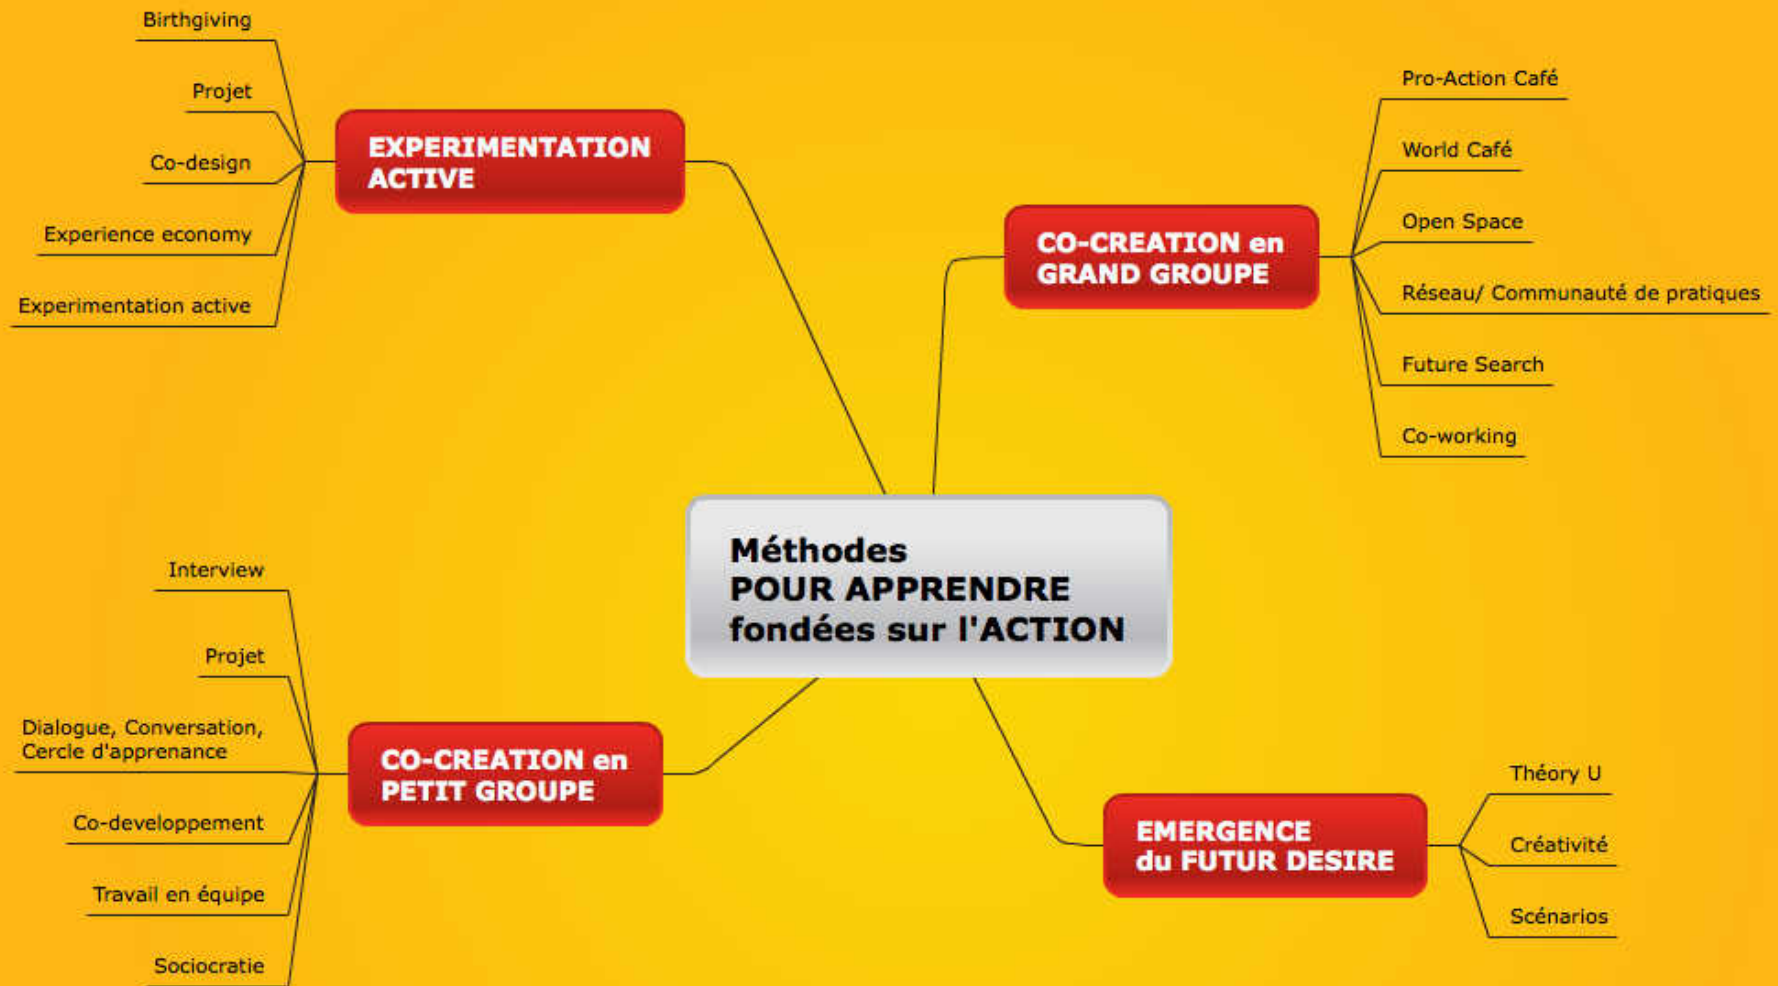 Birthgiving
Projet
Co-design
Experience economy
Experimentation active
EXPERIMENTATION
ACTIVE
CO-CREATION en
GRAND GROUPE
Pro-Action Café
World Café
Open Space
Réseau/ Communauté de pratiques
Future Search
Co-working
Méthodes
POUR APPRENDRE
fondées sur l'ACTION
Interview
Projet
Dialogue, Conversation,
Cercle d'apprenance
Co-developpement
Travail en équipe
Sociocratie
CO-CREATION en
PETIT GROUPE
EMERGENCE
du FUTUR DESIRE
Théory U
Créativité
Scénarios